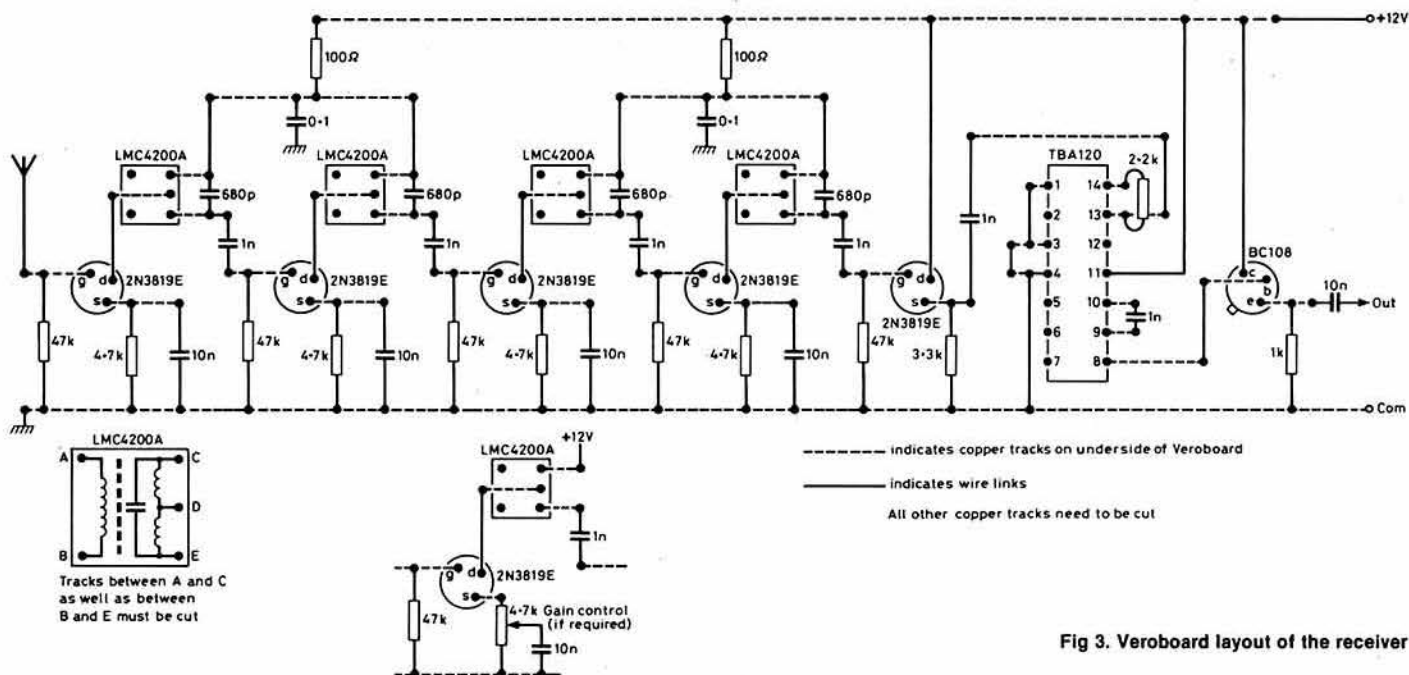 +12V
100Ω
100Ω
0·1
0·1
LMC4200A
LMC4200A
LMC4200A
LMC4200A
TBA120
2·2k
680p
680p
680p
680p
1n
1
14
2
13
3
12
4
11
5
10
6
9
7
8
1n
1n
1n
1n
1n
BC108
c
b
e
10n
Out
g
d
s
2N3819E
g
d
s
2N3819E
g
d
s
2N3819E
g
d
s
2N3819E
g
d
s
2N3819E
47k
4·7k
10n
47k
4·7k
10n
47k
4·7k
10n
47k
4·7k
10n
47k
3·3k
1k
Com
LMC4200A
A
B
C
D
E
Tracks between A and C
as well as between
B and E must be cut
LMC4200A
+12V
1n
g
d
s
2N3819E
47k
4·7k Gain control
(if required)
10n
indicates copper tracks on underside of Veroboard
indicates wire links
All other copper tracks need to be cut
Fig 3. Veroboard layout of the receiver